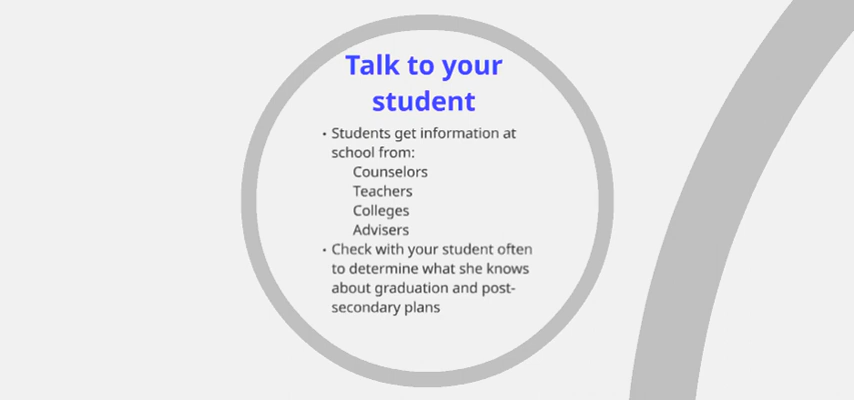 Talk to your
student
• Students get information at
school from:
Counselors
Teachers
Colleges
Advisers
• Check with your student often
to determine what she knows
about graduation and post-
secondary plans